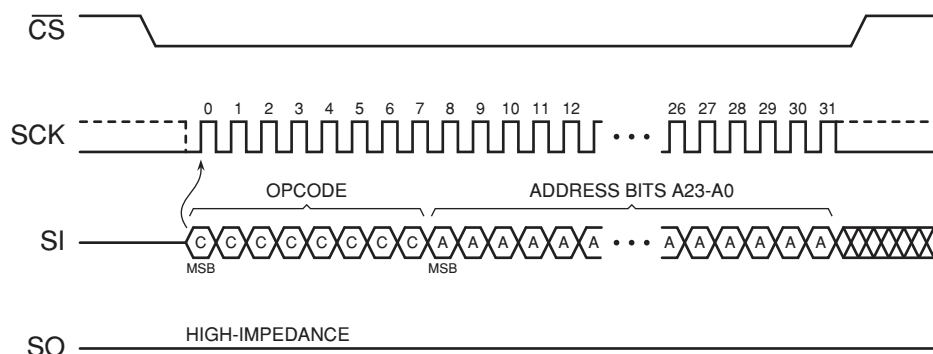 CS
0 1 2 3 4 5 6 7 8 9 10 11 12 26 27 28 29 30 31
SCK
OPCODE ADDRESS BITS A23-A0
SI C C C C C C C C A A A A A A A A A A A A
MSB MSB
HIGH-IMPEDANCE
SO